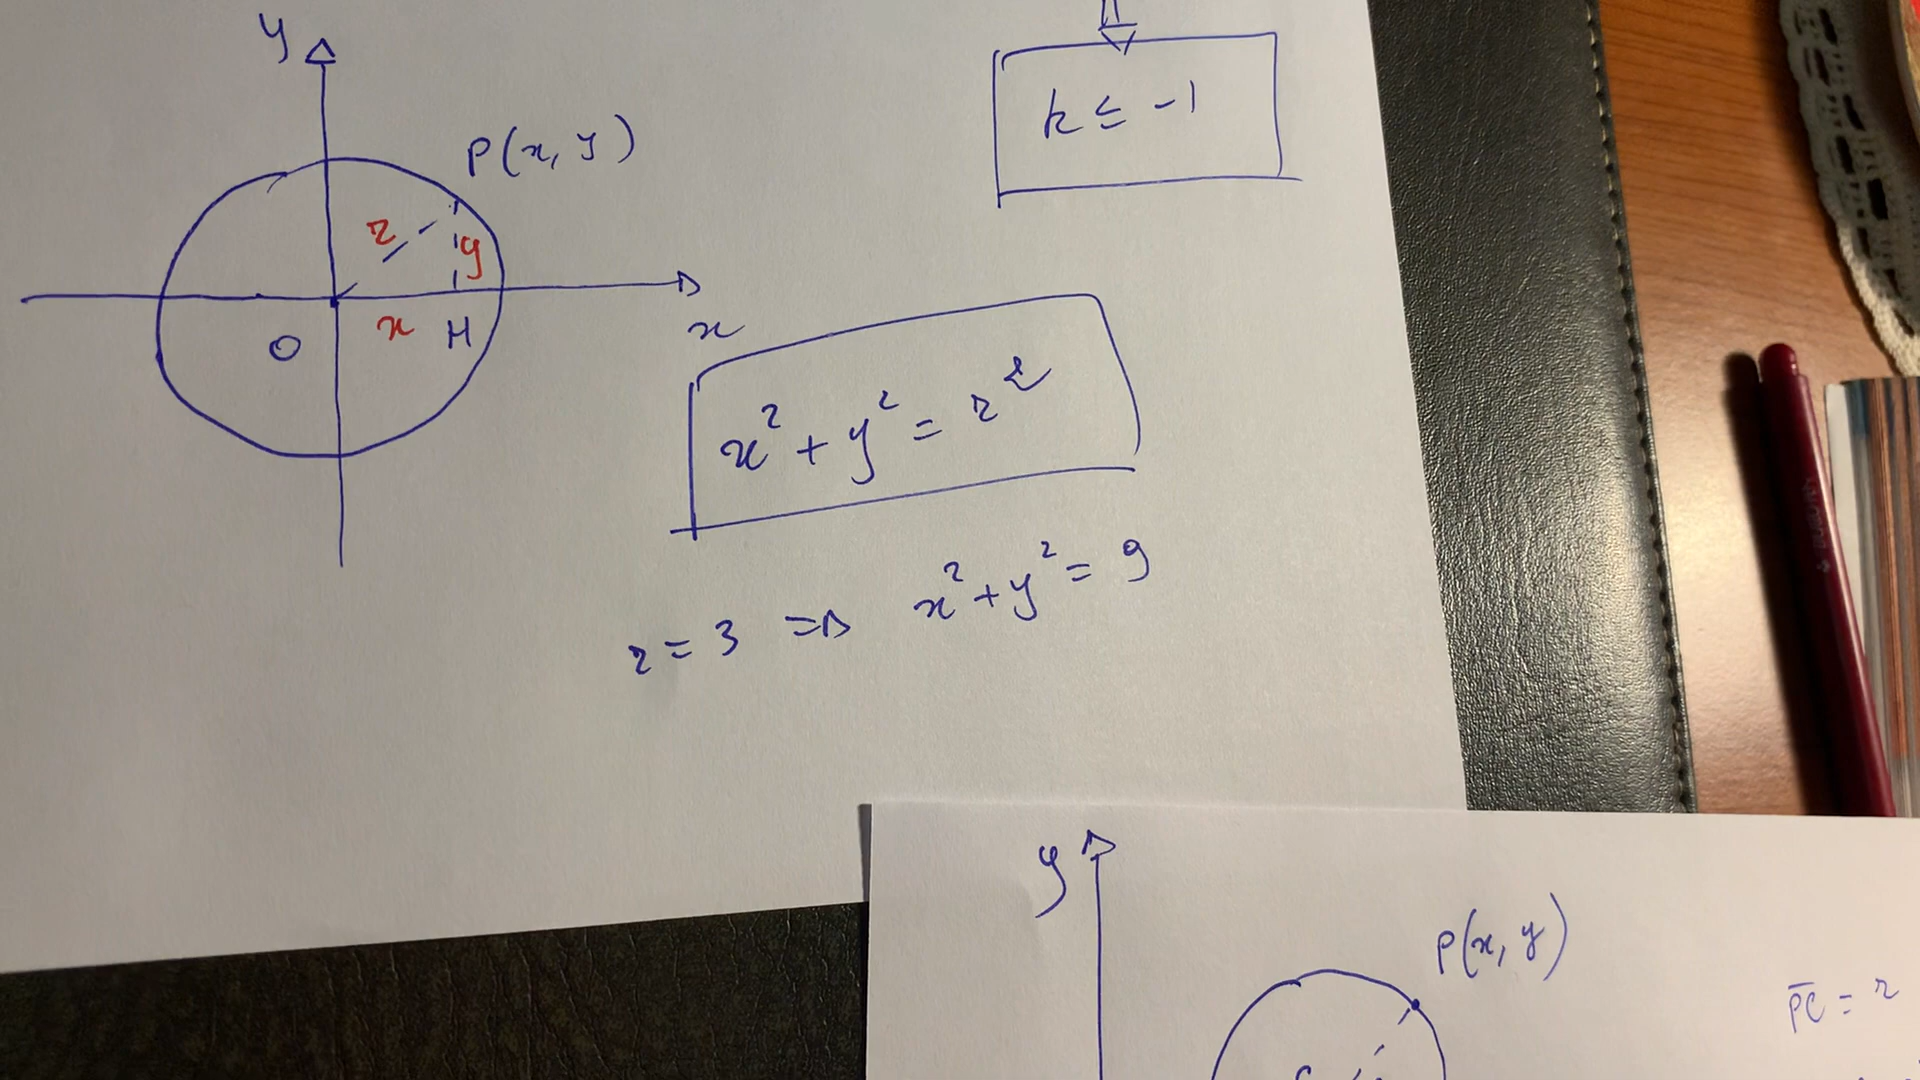 y
P(x, y)
r
y
x
H
O
x
k ≤ -1
x² + y² = r²
r = 3 => x² + y² = 9
y
P(x, y)
PC = r